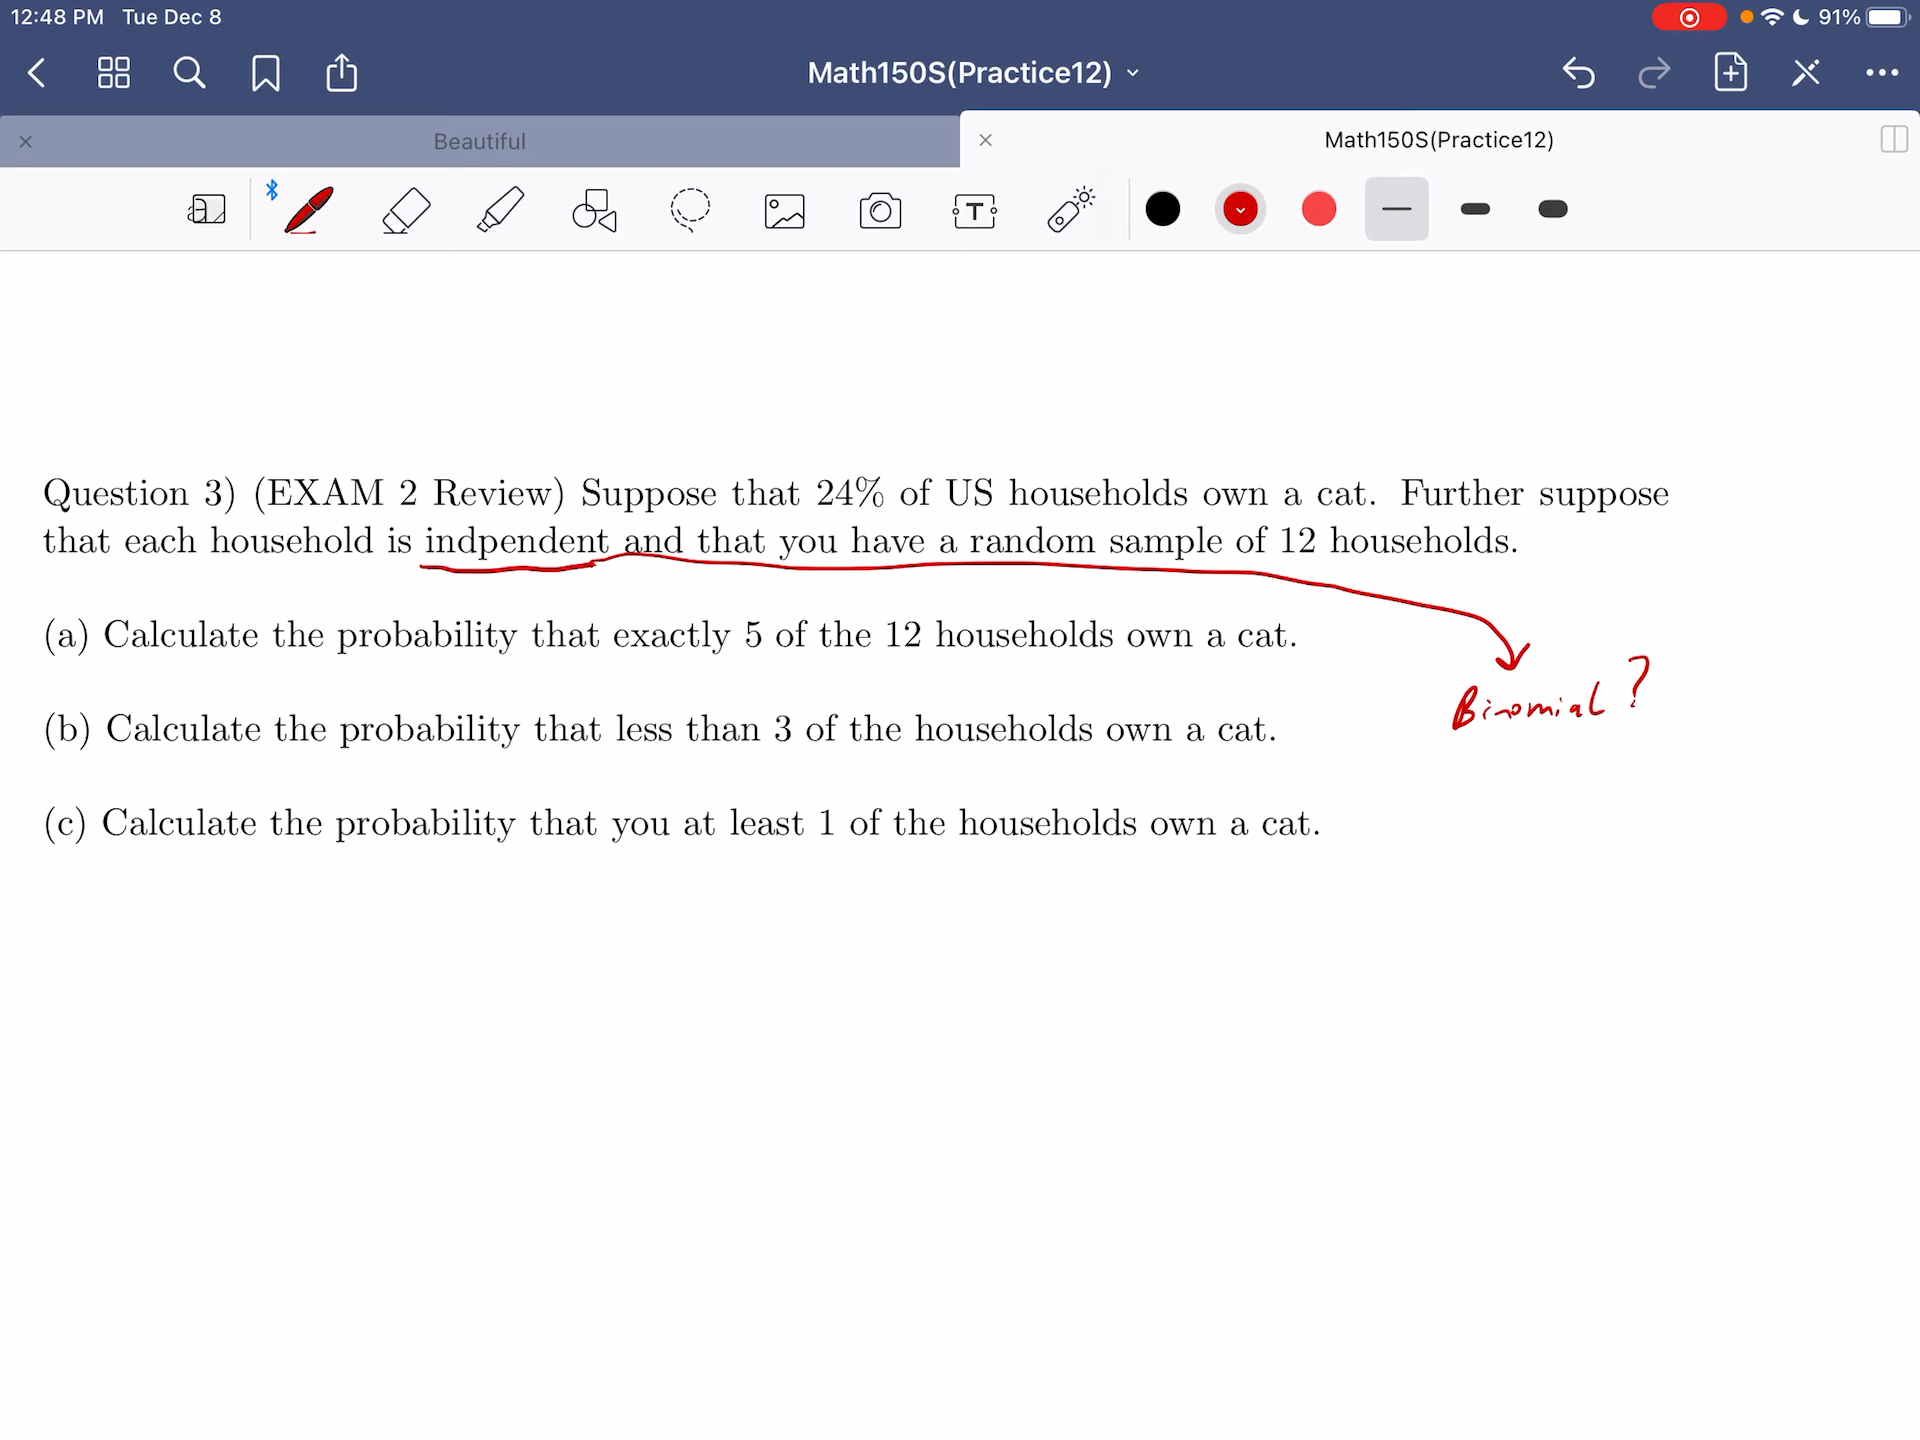 12:48 PM Tue Dec 8
91%
Math150S(Practice12)
Beautiful
Math150S(Practice12)
T
Question 3) (EXAM 2 Review) Suppose that 24% of US households own a cat. Further suppose
that each household is indpendent and that you have a random sample of 12 households.
(a) Calculate the probability that exactly 5 of the 12 households own a cat.
Binomial ?
(b) Calculate the probability that less than 3 of the households own a cat.
(c) Calculate the probability that you at least 1 of the households own a cat.